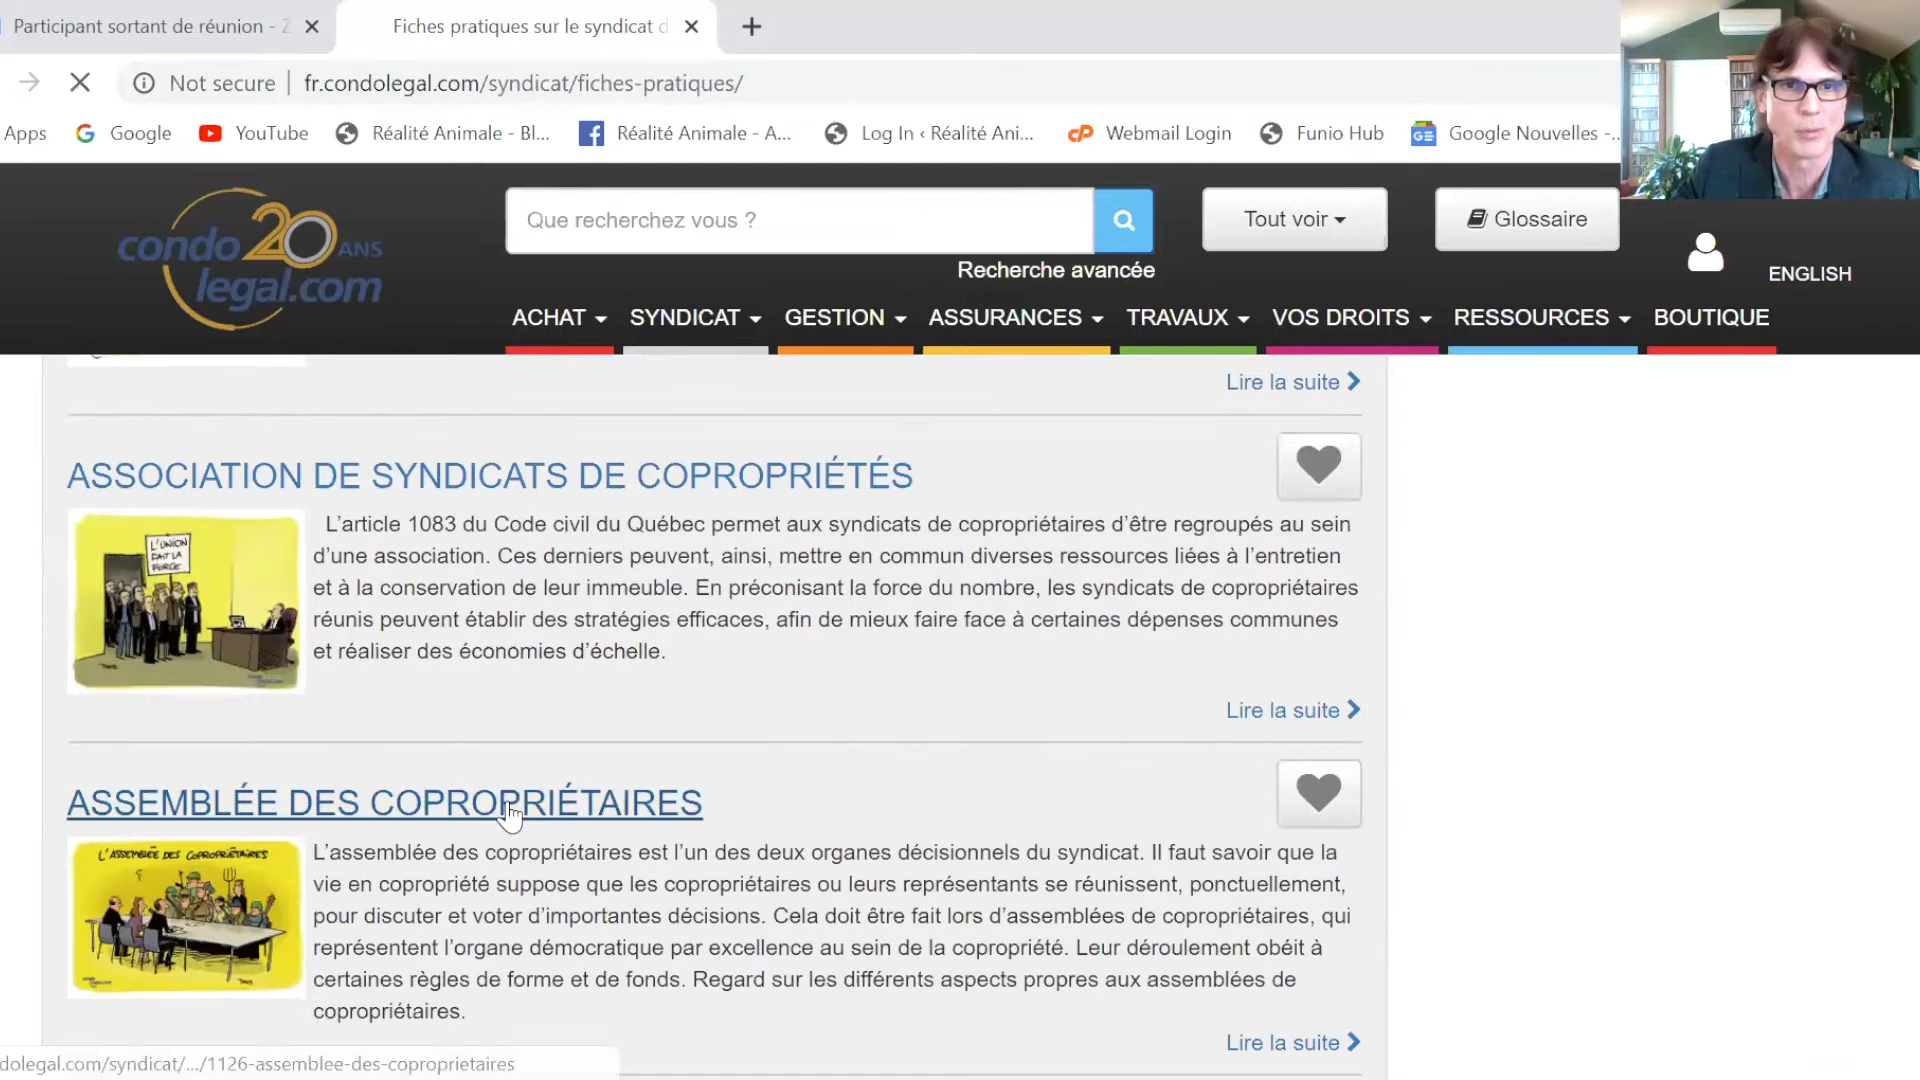 Participant sortant de réunion - Z
Fiches pratiques sur le syndicat d
Not secure
fr.condolegal.com/syndicat/fiches-pratiques/
Apps
Google
YouTube
Réalité Animale - Bl...
Réalité Animale - A...
Log In ‹ Réalité Ani...
Webmail Login
Funio Hub
Google Nouvelles -...
condo 20 ANS
legal.com
Que recherchez vous ?
Tout voir
Glossaire
Recherche avancée
ENGLISH
ACHAT
SYNDICAT
GESTION
ASSURANCES
TRAVAUX
VOS DROITS
RESSOURCES
BOUTIQUE
Lire la suite
ASSOCIATION DE SYNDICATS DE COPROPRIÉTÉS
L'UNION
FAIT LA
FORCE
L’article 1083 du Code civil du Québec permet aux syndicats de copropriétaires d’être regroupés au sein
d’une association. Ces derniers peuvent, ainsi, mettre en commun diverses ressources liées à l’entretien
et à la conservation de leur immeuble. En préconisant la force du nombre, les syndicats de copropriétaires
réunis peuvent établir des stratégies efficaces, afin de mieux faire face à certaines dépenses communes
et réaliser des économies d’échelle.
Lire la suite
ASSEMBLÉE DES COPROPRIÉTAIRES
L'ASSEMBLÉE DES COPROPRIÉTAIRES
L’assemblée des copropriétaires est l’un des deux organes décisionnels du syndicat. Il faut savoir que la
vie en copropriété suppose que les copropriétaires ou leurs représentants se réunissent, ponctuellement,
pour discuter et voter d’importantes décisions. Cela doit être fait lors d’assemblées de copropriétaires, qui
représentent l’organe démocratique par excellence au sein de la copropriété. Leur déroulement obéit à
certaines règles de forme et de fonds. Regard sur les différents aspects propres aux assemblées de
copropriétaires.
Lire la suite
dolegal.com/syndicat/.../1126-assemblee-des-coproprietaires